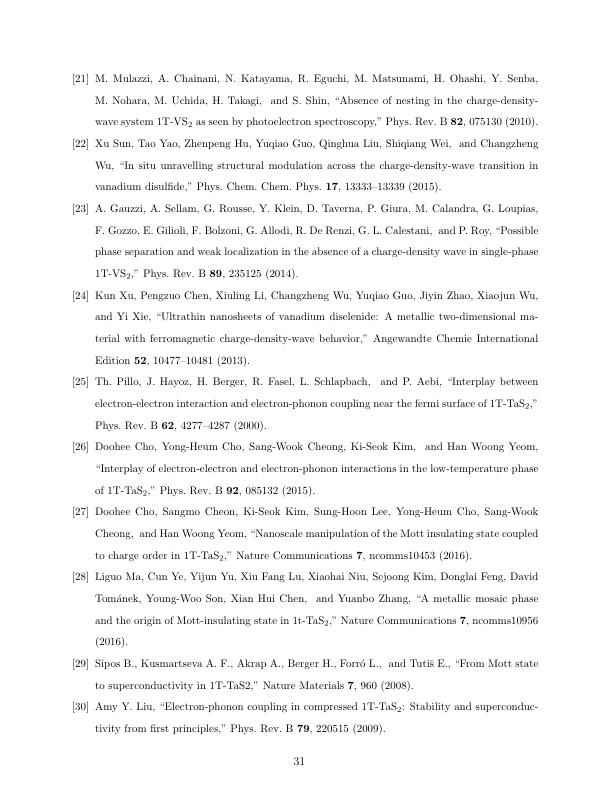 [21] M. Mulazzi, A. Chainani, N. Katayama, R. Eguchi, M. Matsunami, H. Ohashi, Y. Senba,
M. Nohara, M. Uchida, H. Takagi, and S. Shin, “Absence of nesting in the charge-density-
wave system 1T-VS2 as seen by photoelectron spectroscopy,” Phys. Rev. B 82, 075130 (2010).
[22] Xu Sun, Tao Yao, Zhenpeng Hu, Yuqiao Guo, Qinghua Liu, Shiqiang Wei, and Changzheng
Wu, “In situ unravelling structural modulation across the charge-density-wave transition in
vanadium disulfide,” Phys. Chem. Chem. Phys. 17, 13333–13339 (2015).
[23] A. Gauzzi, A. Sellam, G. Rousse, Y. Klein, D. Taverna, P. Giura, M. Calandra, G. Loupias,
F. Gozzo, E. Gilioli, F. Bolzoni, G. Allodi, R. De Renzi, G. L. Calestani, and P. Roy, “Possible
phase separation and weak localization in the absence of a charge-density wave in single-phase
1T-VS2,” Phys. Rev. B 89, 235125 (2014).
[24] Kun Xu, Pengzuo Chen, Xiuling Li, Changzheng Wu, Yuqiao Guo, Jiyin Zhao, Xiaojun Wu,
and Yi Xie, “Ultrathin nanosheets of vanadium diselenide: A metallic two-dimensional ma-
terial with ferromagnetic charge-density-wave behavior,” Angewandte Chemie International
Edition 52, 10477–10481 (2013).
[25] Th. Pillo, J. Hayoz, H. Berger, R. Fasel, L. Schlapbach, and P. Aebi, “Interplay between
electron-electron interaction and electron-phonon coupling near the fermi surface of 1T-TaS2,”
Phys. Rev. B 62, 4277–4287 (2000).
[26] Doohee Cho, Yong-Heum Cho, Sang-Wook Cheong, Ki-Seok Kim, and Han Woong Yeom,
“Interplay of electron-electron and electron-phonon interactions in the low-temperature phase
of 1T-TaS2,” Phys. Rev. B 92, 085132 (2015).
[27] Doohee Cho, Sangmo Cheon, Ki-Seok Kim, Sung-Hoon Lee, Yong-Heum Cho, Sang-Wook
Cheong, and Han Woong Yeom, “Nanoscale manipulation of the Mott insulating state coupled
to charge order in 1T-TaS2,” Nature Communications 7, ncomms10453 (2016).
[28] Liguo Ma, Cun Ye, Yijun Yu, Xiu Fang Lu, Xiaohai Niu, Sejoong Kim, Donglai Feng, David
Tománek, Young-Woo Son, Xian Hui Chen, and Yuanbo Zhang, “A metallic mosaic phase
and the origin of Mott-insulating state in 1t-TaS2,” Nature Communications 7, ncomms10956
(2016).
[29] Sipos B., Kusmartseva A. F., Akrap A., Berger H., Forró L., and Tutiš E., “From Mott state
to superconductivity in 1T-TaS2,” Nature Materials 7, 960 (2008).
[30] Amy Y. Liu, “Electron-phonon coupling in compressed 1T-TaS2: Stability and superconduc-
tivity from first principles,” Phys. Rev. B 79, 220515 (2009).
31